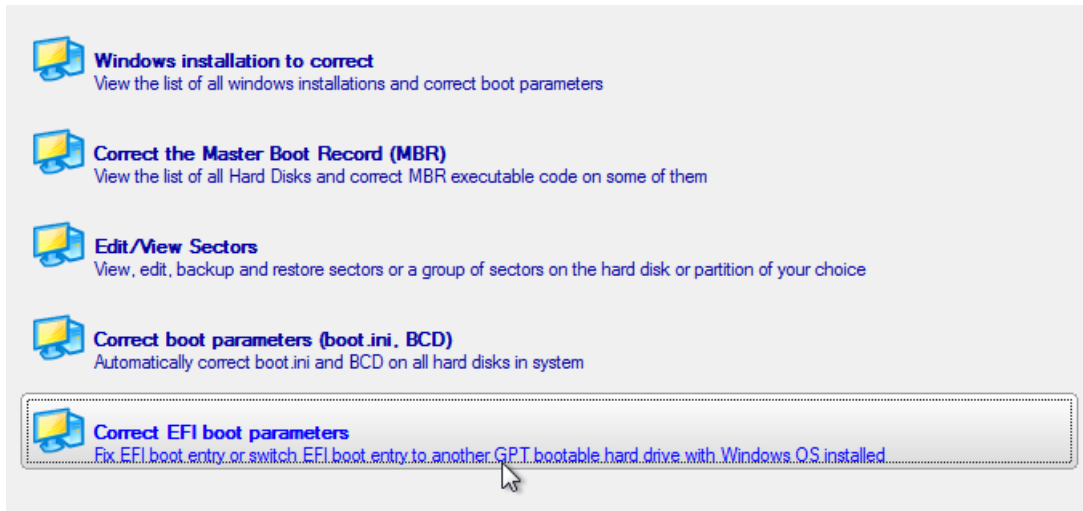 Windows installation to correct
View the list of all windows installations and correct boot parameters
Correct the Master Boot Record (MBR)
View the list of all Hard Disks and correct MBR executable code on some of them
Edit/View Sectors
View, edit, backup and restore sectors or a group of sectors on the hard disk or partition of your choice
Correct boot parameters (boot.ini, BCD)
Automatically correct boot.ini and BCD on all hard disks in system
Correct EFI boot parameters
Fix EFI boot entry or switch EFI boot entry to another GPT bootable hard drive with Windows OS installed